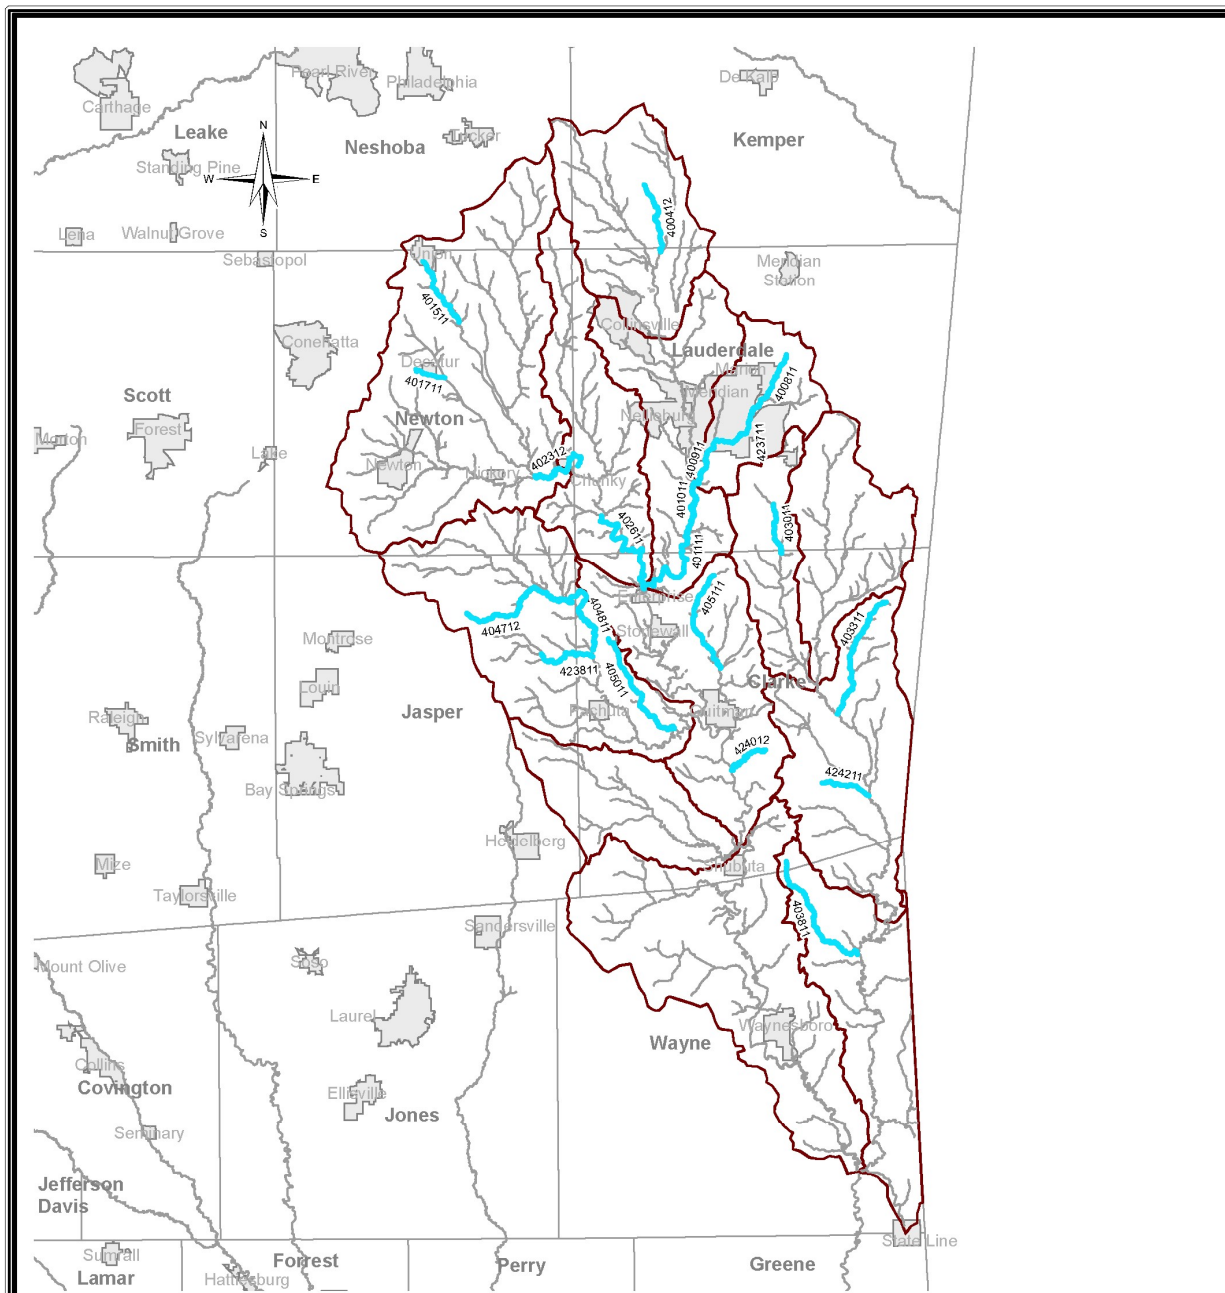 Pearl River
Philadelphia
De Kalb
Carthage
Leake
N
Tucker
Neshoba
Kemper
Standing Pine
W
E
400412
S
Lena
Walnut Grove
Sebastopol
Union
Meridian
Station
401511
Collinsville
Conehatta
Lauderdale
Decatur
Marion
401711
400811
Meridian
Scott
Newton
Nellieburg
Forest
Morton
423711
Lake
400911
Newton
Hickory
402312
Chunky
401011
402611
403011
401111
Enterprise
405111
404811
404712
Stonewall
403311
Montrose
423811
405011
Clarke
Louin
Jasper
Pachuta
Quitman
Raleigh
Smith
Sylvarena
424012
424211
Bay Springs
Heidelberg
Mize
Shubuta
Taylorsville
403811
Sandersville
Mount Olive
Soso
Laurel
Waynesboro
Wayne
Collins
Covington
Ellisville
Jones
Seminary
Jefferson
Davis
State Line
Sumrall
Forrest
Perry
Greene
Lamar
Hattiesburg